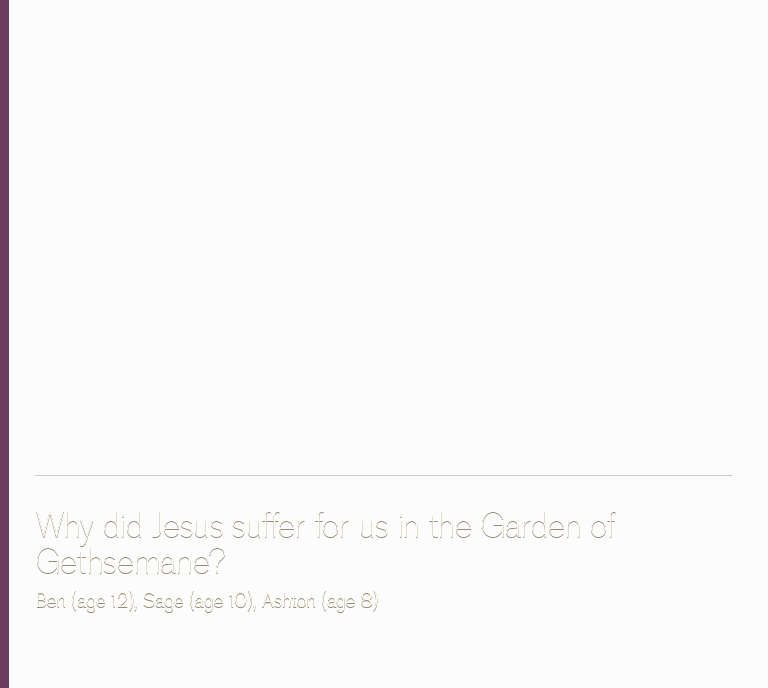 Why did Jesus suffer for us in the Garden of
Gethsemane?
Ben (age 12), Sage (age 10), Ashton (age 8)